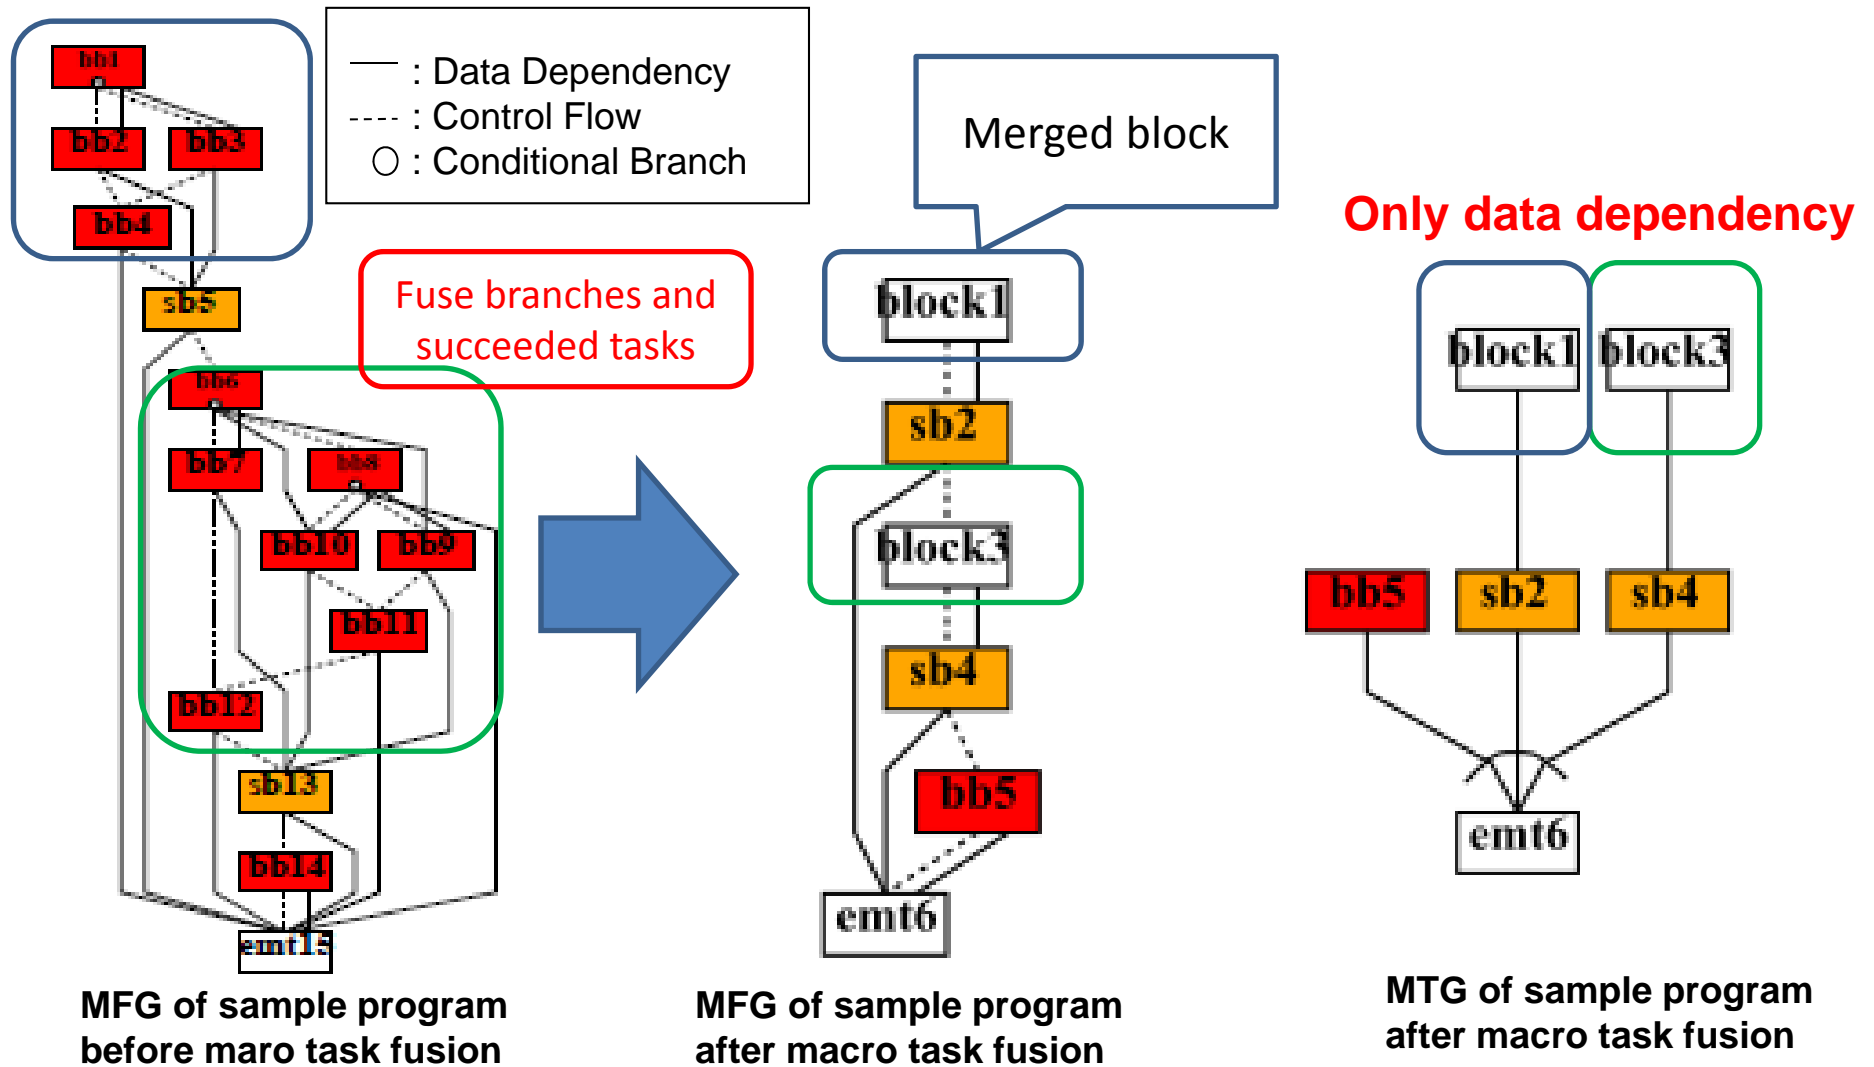 bb1
bb2
bb3
bb4
sb5
bb6
bb7
bb8
bb10
bb9
bb11
bb12
sb13
bb14
emt15
MFG of sample program
before maro task fusion
: Data Dependency
: Control Flow
: Conditional Branch
Fuse branches and
succeeded tasks
Merged block
block1
sb2
block3
sb4
bb5
emt6
MFG of sample program
after macro task fusion
Only data dependency
block1
block3
bb5
sb2
sb4
emt6
MTG of sample program
after macro task fusion